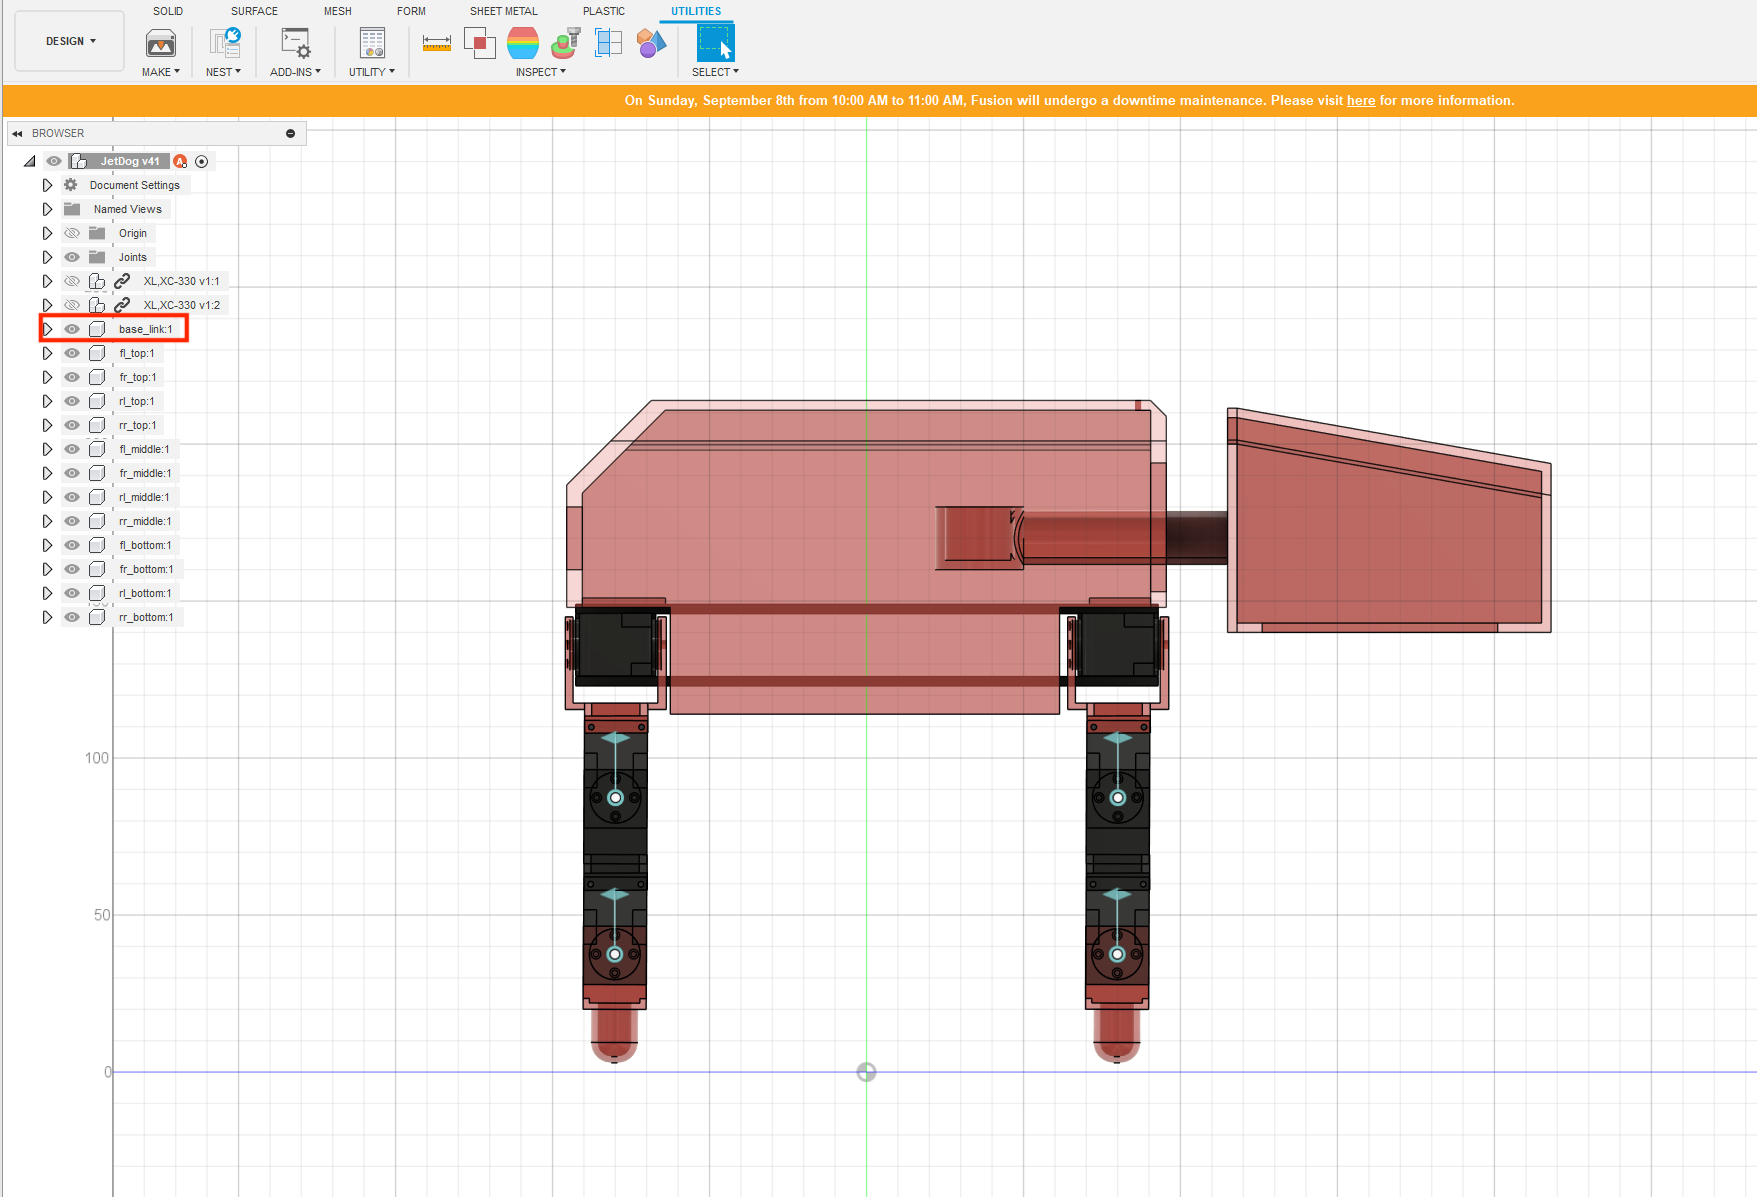 SOLID SURFACE MESH FORM SHEET METAL PLASTIC UTILITIES
DESIGN
MAKE NEST ADD-INS UTILITY INSPECT SELECT
On Sunday, September 8th from 10:00 AM to 11:00 AM, Fusion will undergo a downtime maintenance. Please visit here for more information.
BROWSER
JetDog v41
Document Settings
Named Views
Origin
Joints
XL,XC-330 v1:1
XL,XC-330 v1:2
base_link:1
fl_top:1
fr_top:1
rl_top:1
rr_top:1
fl_middle:1
fr_middle:1
rl_middle:1
rr_middle:1
fl_bottom:1
fr_bottom:1
rl_bottom:1
rr_bottom:1
100
50
0